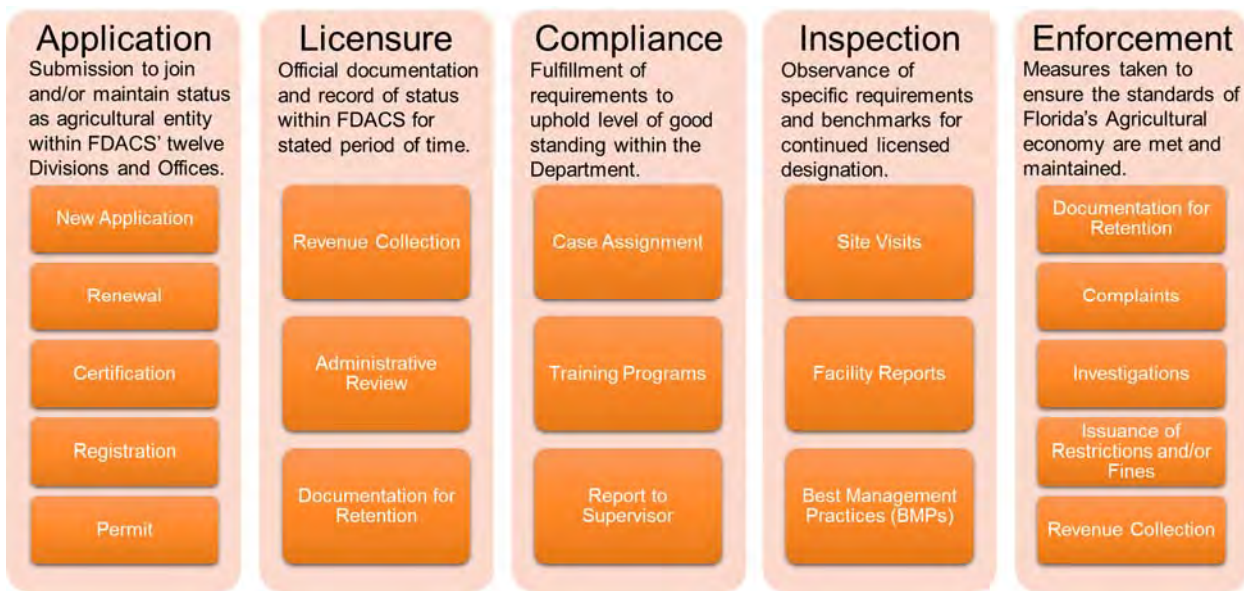 Application
Submission to join
and/or maintain status
as agricultural entity
within FDACS' twelve
Divisions and Offices.
New Application
Renewal
Certification
Registration
Permit
Licensure
Official documentation
and record of status
within FDACS for
stated period of time.
Revenue Collection
Administrative
Review
Documentation for
Retention
Compliance
Fulfillment of
requirements to
uphold level of good
standing within the
Department.
Case Assignment
Training Programs
Report to
Supervisor
Inspection
Observance of
specific requirements
and benchmarks for
continued licensed
designation.
Site Visits
Facility Reports
Best Management
Practices (BMPs)
Enforcement
Measures taken to
ensure the standards of
Florida's Agricultural
economy are met and
maintained.
Documentation for
Retention
Complaints
Investigations
Issuance of
Restrictions and/or
Fines
Revenue Collection